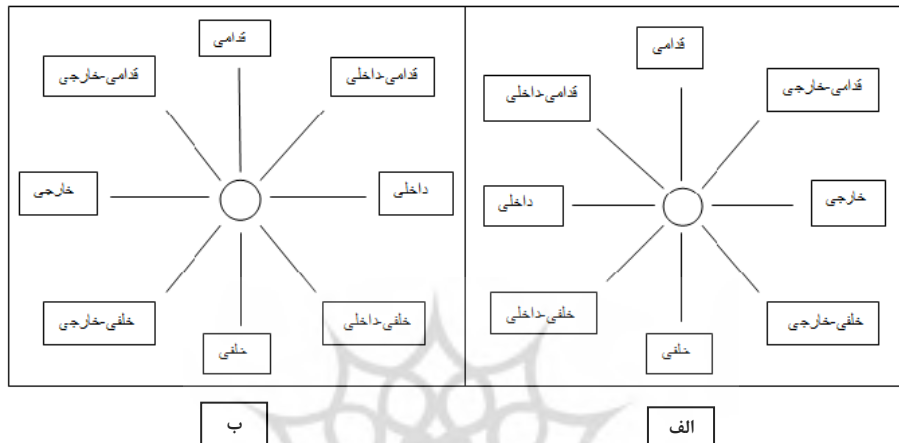 قدامی
قدامی-خارجی
قدامی-داخلی
خارجی
داخلی
خلفی-خارجی
خلفی-داخلی
خلفی
الف
قدامی
قدامی-داخلی
قدامی-خارجی
داخلی
خارجی
خلفی-داخلی
خلفی-خارجی
خلفی
ب